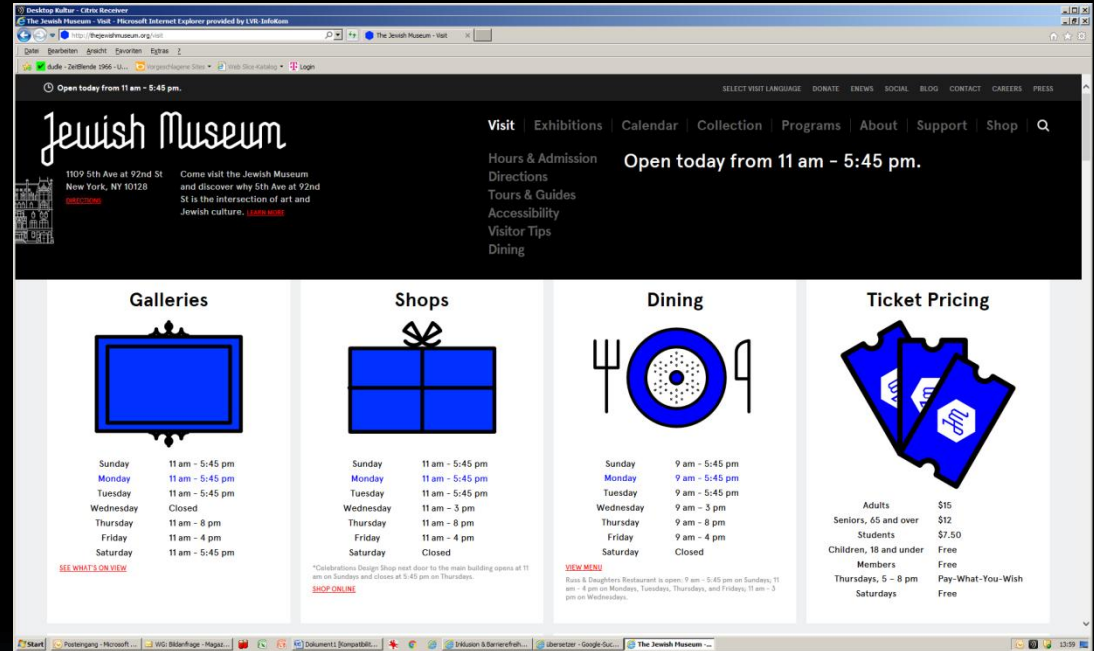 Desktop Kultur - Citrix Receiver
The Jewish Museum - Visit - Microsoft Internet Explorer provided by LVR-InfoKom
http://thejewishmuseum.org/visit
The Jewish Museum - Visit
Datei Bearbeiten Ansicht Favoriten Extras ?
dudle - ZeitBlende 1966 - U... Vorgeschlagene Sites Web Slice-Katalog Login
Open today from 11 am - 5:45 pm.
SELECT VISIT LANGUAGE DONATE ENEWS SOCIAL BLOG CONTACT CAREERS PRESS
Jewish Museum
Visit Exhibitions Calendar Collection Programs About Support Shop
1109 5th Ave at 92nd St
New York, NY 10128
DIRECTIONS
Come visit the Jewish Museum
and discover why 5th Ave at 92nd
St is the intersection of art and
Jewish culture. LEARN MORE
Hours & Admission
Directions
Tours & Guides
Accessibility
Visitor Tips
Dining
Open today from 11 am - 5:45 pm.
Galleries
Sunday 11 am - 5:45 pm
Monday 11 am - 5:45 pm
Tuesday 11 am - 5:45 pm
Wednesday Closed
Thursday 11 am - 8 pm
Friday 11 am - 4 pm
Saturday 11 am - 5:45 pm
SEE WHAT'S ON VIEW
Shops
Sunday 11 am - 5:45 pm
Monday 11 am - 5:45 pm
Tuesday 11 am - 5:45 pm
Wednesday 11 am - 3 pm
Thursday 11 am - 8 pm
Friday 11 am - 4 pm
Saturday Closed
*Celebrations Design Shop next door to the main building opens at 11
am on Sundays and closes at 5:45 pm on Thursdays.
SHOP ONLINE
Dining
Sunday 9 am - 5:45 pm
Monday 9 am - 5:45 pm
Tuesday 9 am - 5:45 pm
Wednesday 9 am - 3 pm
Thursday 9 am - 8 pm
Friday 9 am - 4 pm
Saturday Closed
VIEW MENU
Russ & Daughters Restaurant is open: 9 am - 5:45 pm on Sundays; 11
am - 4 pm on Mondays, Tuesdays, Thursdays, and Fridays; 11 am - 3
pm on Wednesdays.
Ticket Pricing
Adults $15
Seniors, 65 and over $12
Students $7.50
Children, 18 and under Free
Members Free
Thursdays, 5 - 8 pm Pay-What-You-Wish
Saturdays Free
Start Posteingang - Microsoft ... WG: Bildanfrage - Magaz... Dokument1 [Kompatibilit... Inklusion & Barrierefreih... übersetzer - Google-Suc... The Jewish Museum -... 13:59